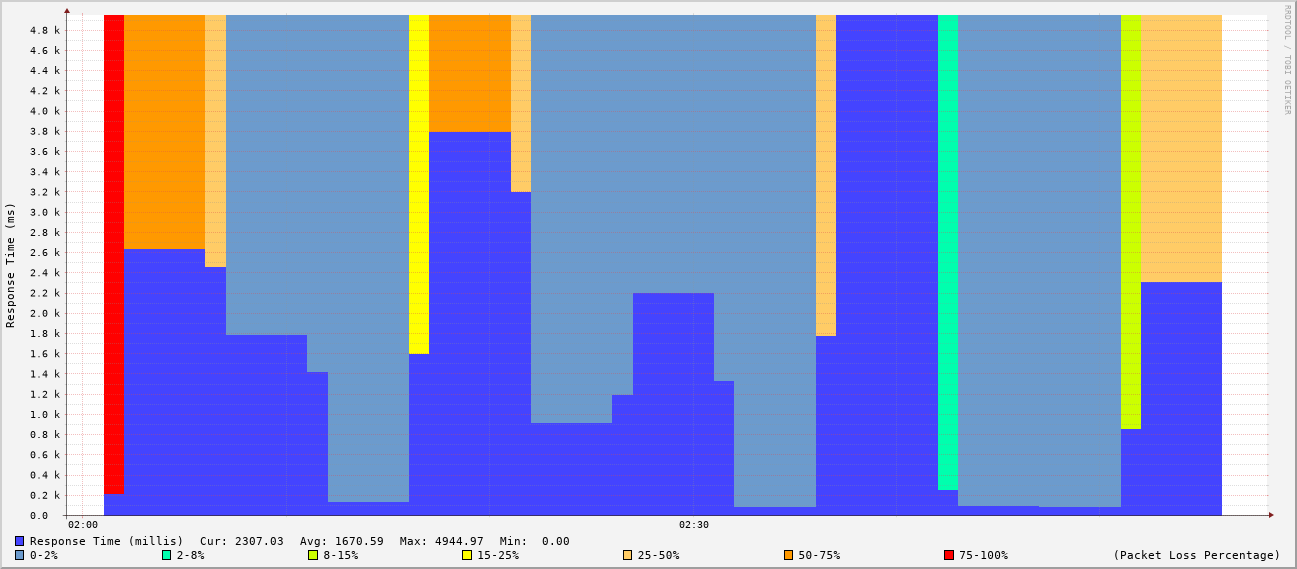 RRDTOOL / TOBI OETIKER
Response Time (ms)
4.8 k
4.6 k
4.4 k
4.2 k
4.0 k
3.8 k
3.6 k
3.4 k
3.2 k
3.0 k
2.8 k
2.6 k
2.4 k
2.2 k
2.0 k
1.8 k
1.6 k
1.4 k
1.2 k
1.0 k
0.8 k
0.6 k
0.4 k
0.2 k
0.0
02:00 02:30
Response Time (millis) Cur: 2307.03 Avg: 1670.59 Max: 4944.97 Min: 0.00
0-2% 2-8% 8-15% 15-25% 25-50% 50-75% 75-100% (Packet Loss Percentage)